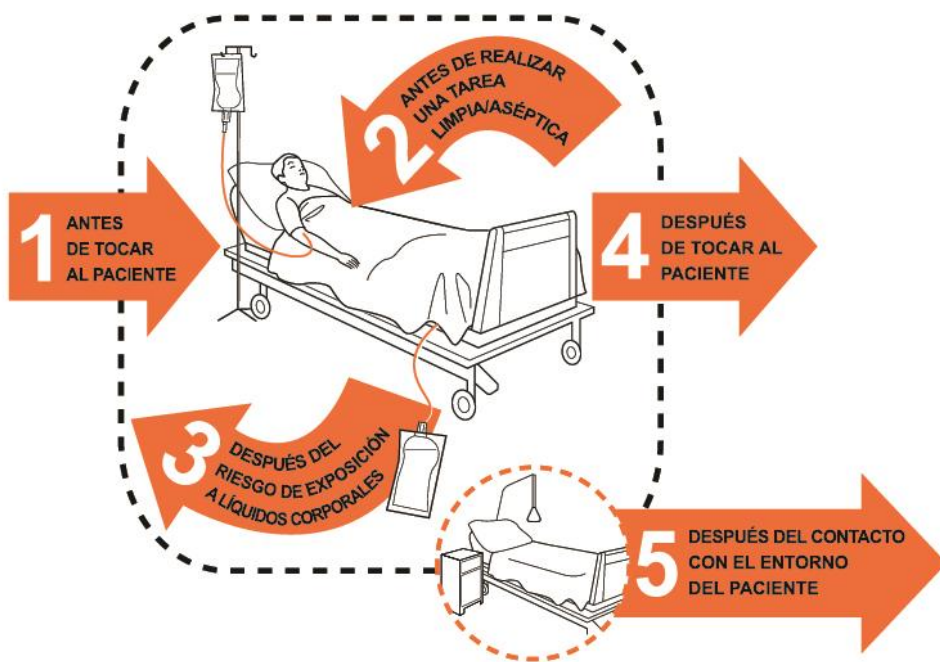 1 ANTES
DE TOCAR
AL PACIENTE
2 ANTES DE REALIZAR
UNA TAREA
LIMPIA/ASÉPTICA
3 DESPUÉS DEL
RIESGO DE EXPOSICIÓN
A LÍQUIDOS CORPORALES
4 DESPUÉS
DE TOCAR AL
PACIENTE
5 DESPUÉS DEL CONTACTO
CON EL ENTORNO
DEL PACIENTE